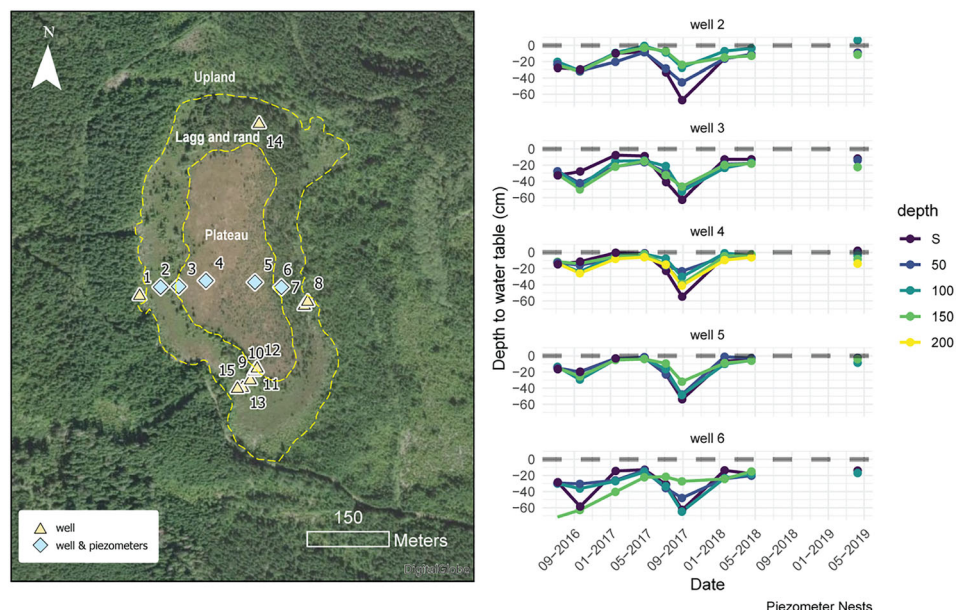 N
Upland
Lagg and rand
14
Plateau
1
2
3
4
5
6
7
8
10
12
9
15
11
13
well
well & piezometers
150
Meters
DigitalGlobe
well 2
0
−20
−40
−60
well 3
0
−20
−40
−60
well 4
0
−20
−40
−60
well 5
0
−20
−40
−60
well 6
0
−20
−40
−60
Depth to water table (cm)
09−2016
01−2017
05−2017
09−2017
01−2018
05−2018
09−2018
01−2019
05−2019
Date
depth
S
50
100
150
200
Piezometer Nests